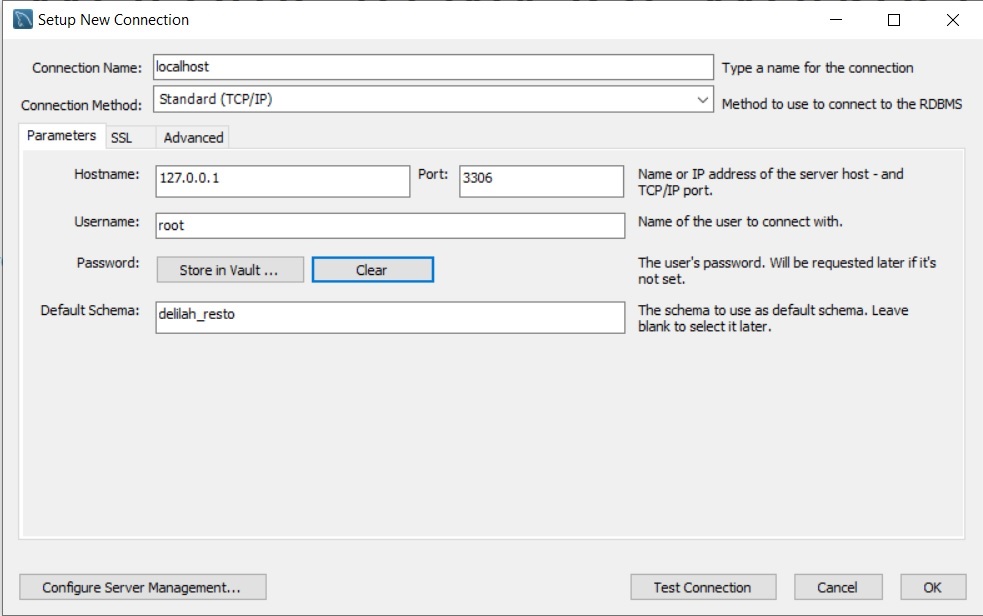 Setup New Connection
Connection Name: localhost Type a name for the connection
Connection Method: Standard (TCP/IP) Method to use to connect to the RDBMS
Parameters SSL Advanced
Hostname: 127.0.0.1 Port: 3306 Name or IP address of the server host - and
TCP/IP port.
Username: root Name of the user to connect with.
Password: Store in Vault ... Clear The user's password. Will be requested later if it's
not set.
Default Schema: delilah_resto The schema to use as default schema. Leave
blank to select it later.
Configure Server Management... Test Connection Cancel OK